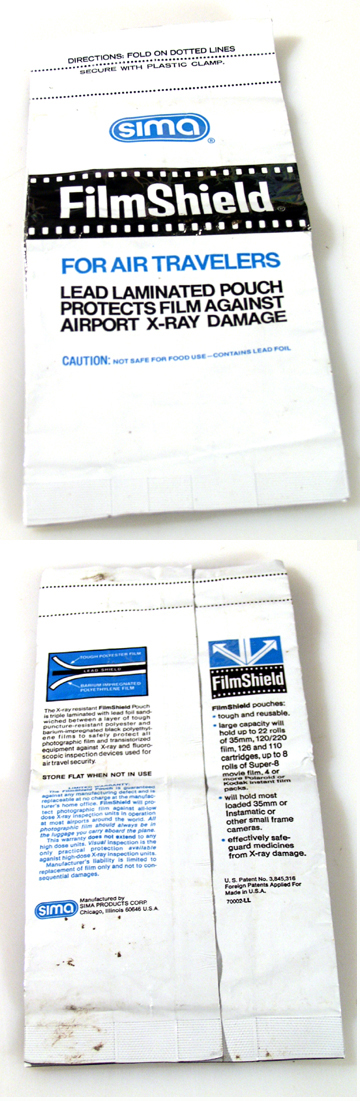 DIRECTIONS: FOLD ON DOTTED LINES
SECURE WITH PLASTIC CLAMP.
sima®
FilmShield
FOR AIR TRAVELERS
LEAD LAMINATED POUCH
PROTECTS FILM AGAINST
AIRPORT X-RAY DAMAGE
CAUTION: NOT SAFE FOR FOOD USE—CONTAINS LEAD FOIL
TOUGH POLYESTER FILM
LEAD SHIELD
BARIUM IMPREGNATED
POLYETHYLENE FILM
The X-ray resistant FilmShield Pouch
is triple laminated with lead foil sand-
wiched between a layer of tough
puncture-resistant polyester and
barium-impregnated black polyethyl-
ene films to safely protect all
photographic film and transistorized
equipment against X-ray and fluoro-
scopic inspection devices used for
air travel security.
STORE FLAT WHEN NOT IN USE
LIMITED WARRANTY:
The FilmShield Pouch is guaranteed
against any manufacturing defect and is
replaceable at no charge at the manufac-
turer's home office. FilmShield will pro-
tect photographic film against all-low
dose X-ray inspection units in operation
at most airports around the world. All
photographic film should always be in
the luggage you carry aboard the plane.
This warranty does not extend to any
high dose units. Visual inspection is the
only practical protection available
against high-dose X-ray inspection units.
Manufacturer's liability is limited to
replacement of film only and not to con-
sequential damages.
sima
Manufactured by
SIMA PRODUCTS CORP.
Chicago, Illinois 60646 U.S.A.
FilmShield
FilmShield pouches:
• tough and reusable.
• large capacity will
hold up to 22 rolls
of 35mm, 120/220
film, 126 and 110
cartridges, up to 8
rolls of Super-8
movie film, 4 or
more Polaroid or
Kodak instant film
packs.
• will hold most
loaded 35mm or
Instamatic or
other small frame
cameras.
• effectively safe-
guard medicines
from X-ray damage.
U.S. Patent No. 3,845,316
Foreign Patents Applied For
Made in U.S.A.
70002-LL